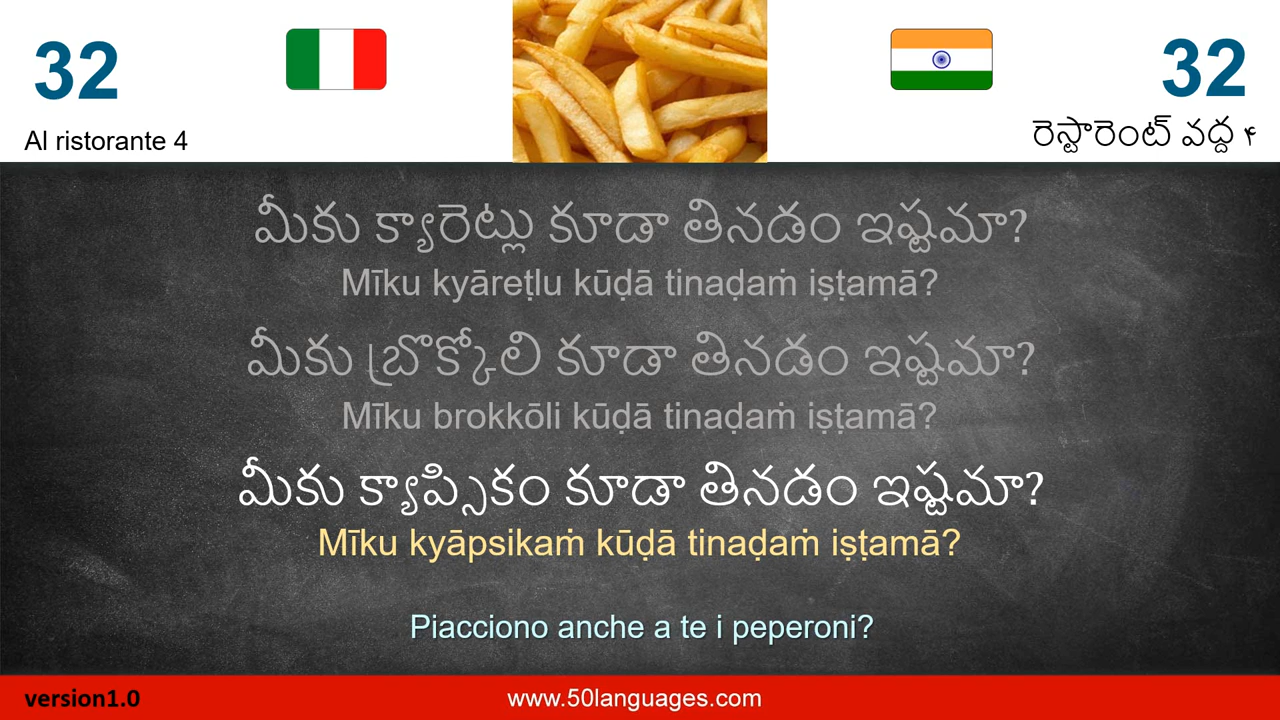 32
32
Al ristorante 4
రెస్టారెంట్ వద్ద ۴
మీకు క్యారెట్లు కూడా తినడం ఇష్టమా?
Mīku kyāreṭlu kūḍā tinaḍaṁ iṣṭamā?
మీకు బ్రొక్కోలి కూడా తినడం ఇష్టమా?
Mīku brokkōli kūḍā tinaḍaṁ iṣṭamā?
మీకు క్యాప్సికం కూడా తినడం ఇష్టమా?
Mīku kyāpsikaṁ kūḍā tinaḍaṁ iṣṭamā?
Piacciono anche a te i peperoni?
version1.0
www.50languages.com